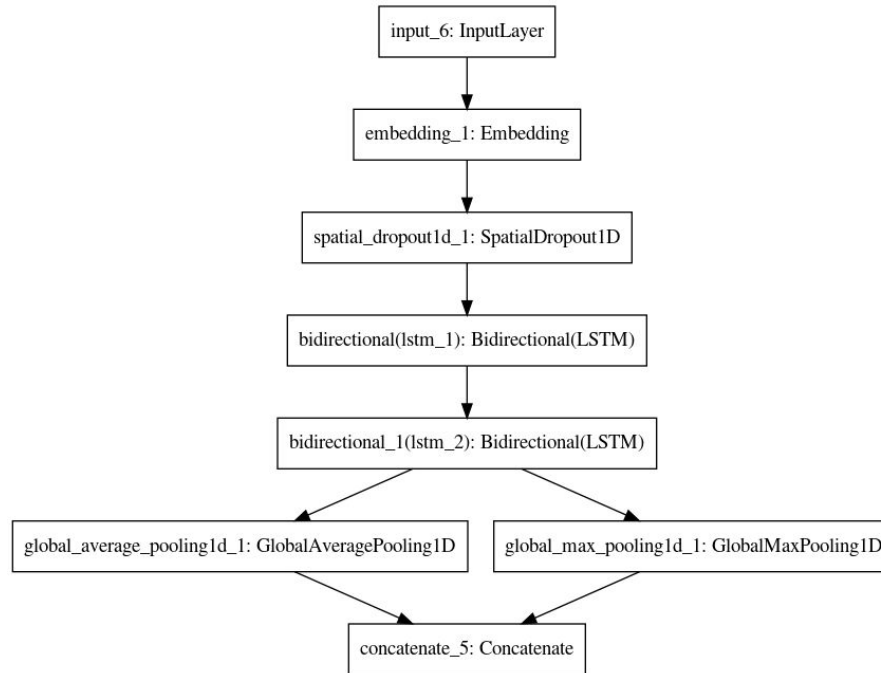 input_6: InputLayer
embedding_1: Embedding
spatial_dropout1d_1: SpatialDropout1D
bidirectional(lstm_1): Bidirectional(LSTM)
bidirectional_1(lstm_2): Bidirectional(LSTM)
global_average_pooling1d_1: GlobalAveragePooling1D
global_max_pooling1d_1: GlobalMaxPooling1D
concatenate_5: Concatenate